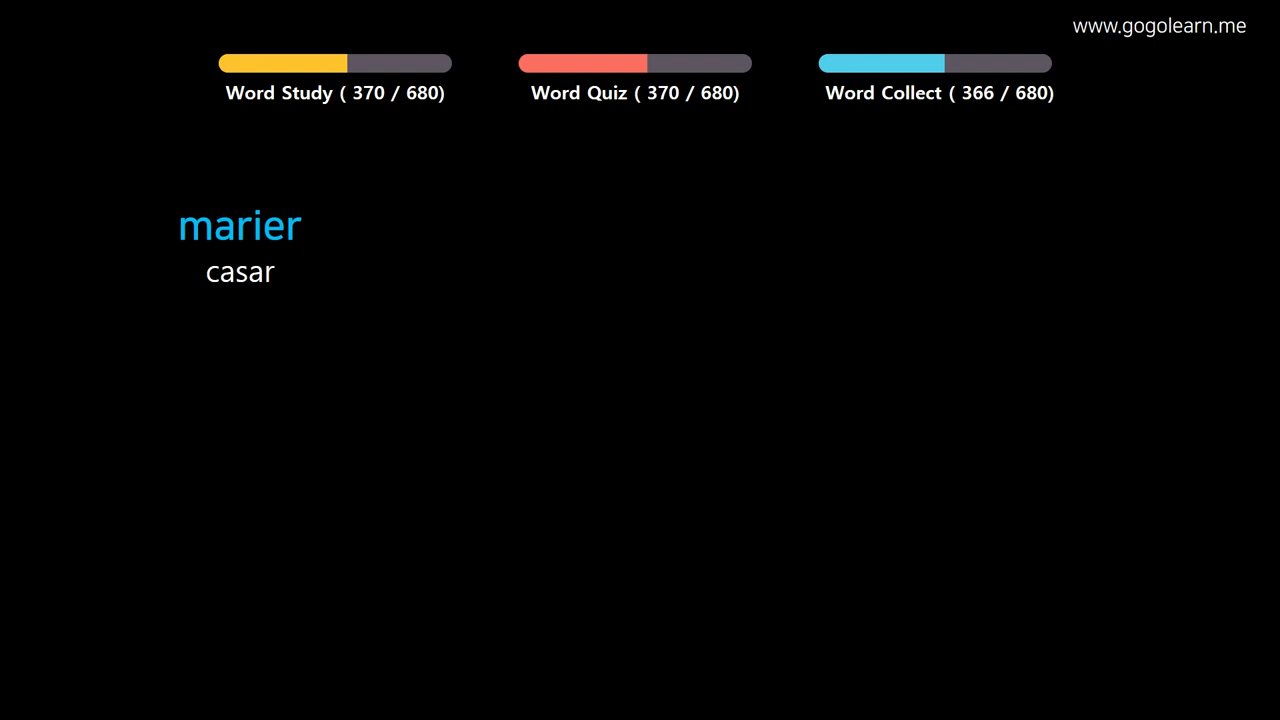 www.gogolearn.me
Word Study ( 370 / 680)
Word Quiz ( 370 / 680)
Word Collect ( 366 / 680)
marier
casar